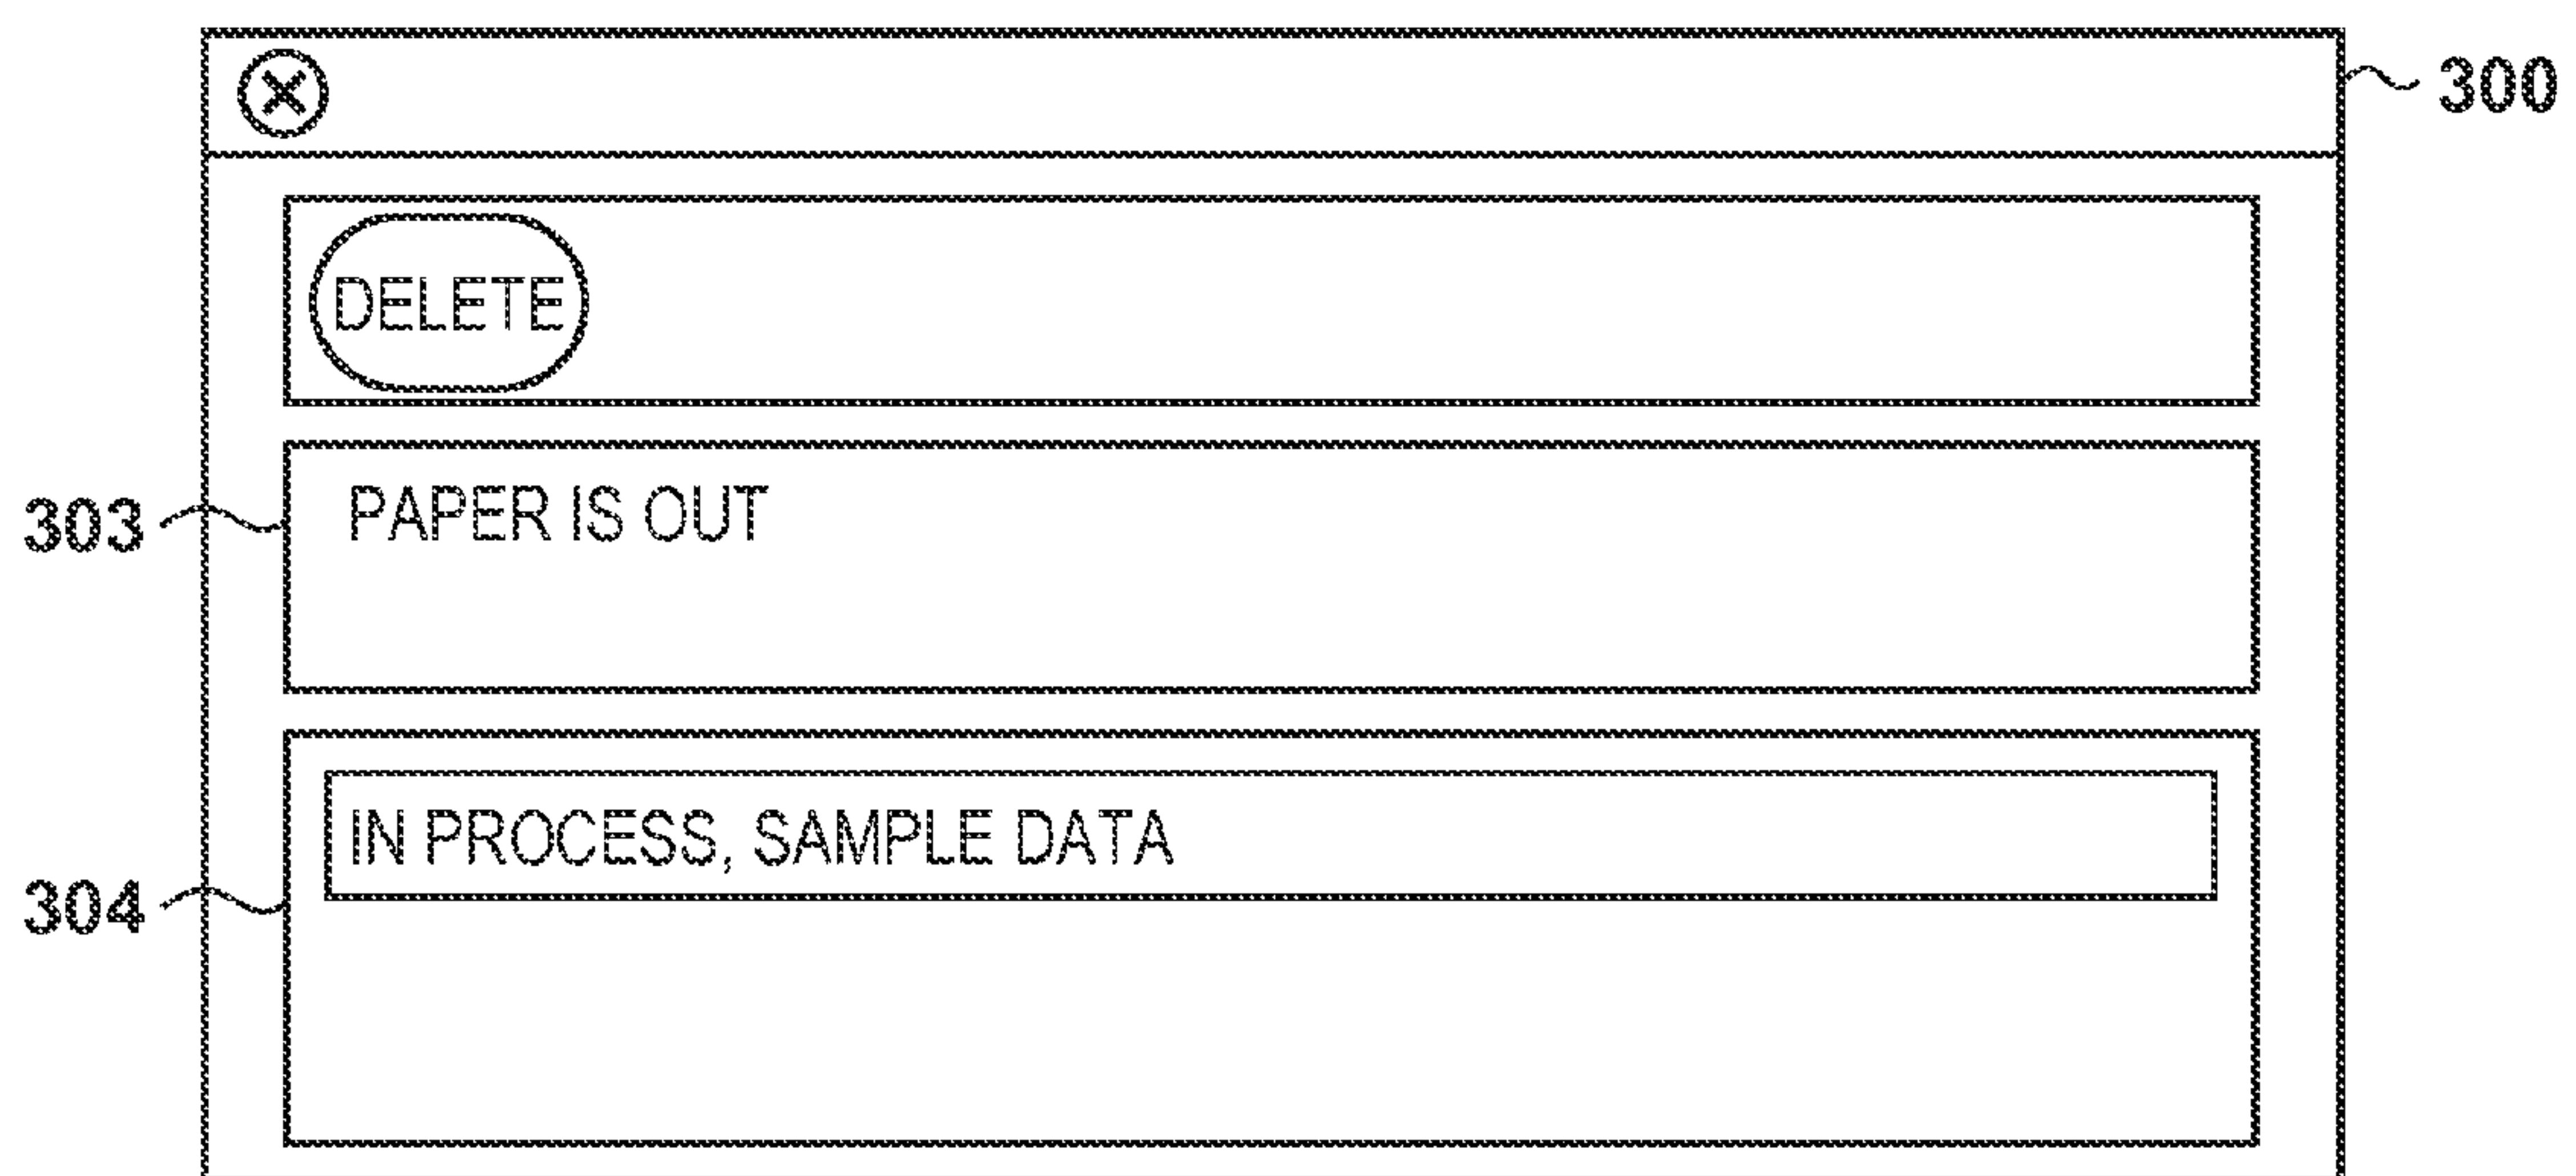 300
DELETE
303
PAPER IS OUT
304
IN PROCESS, SAMPLE DATA